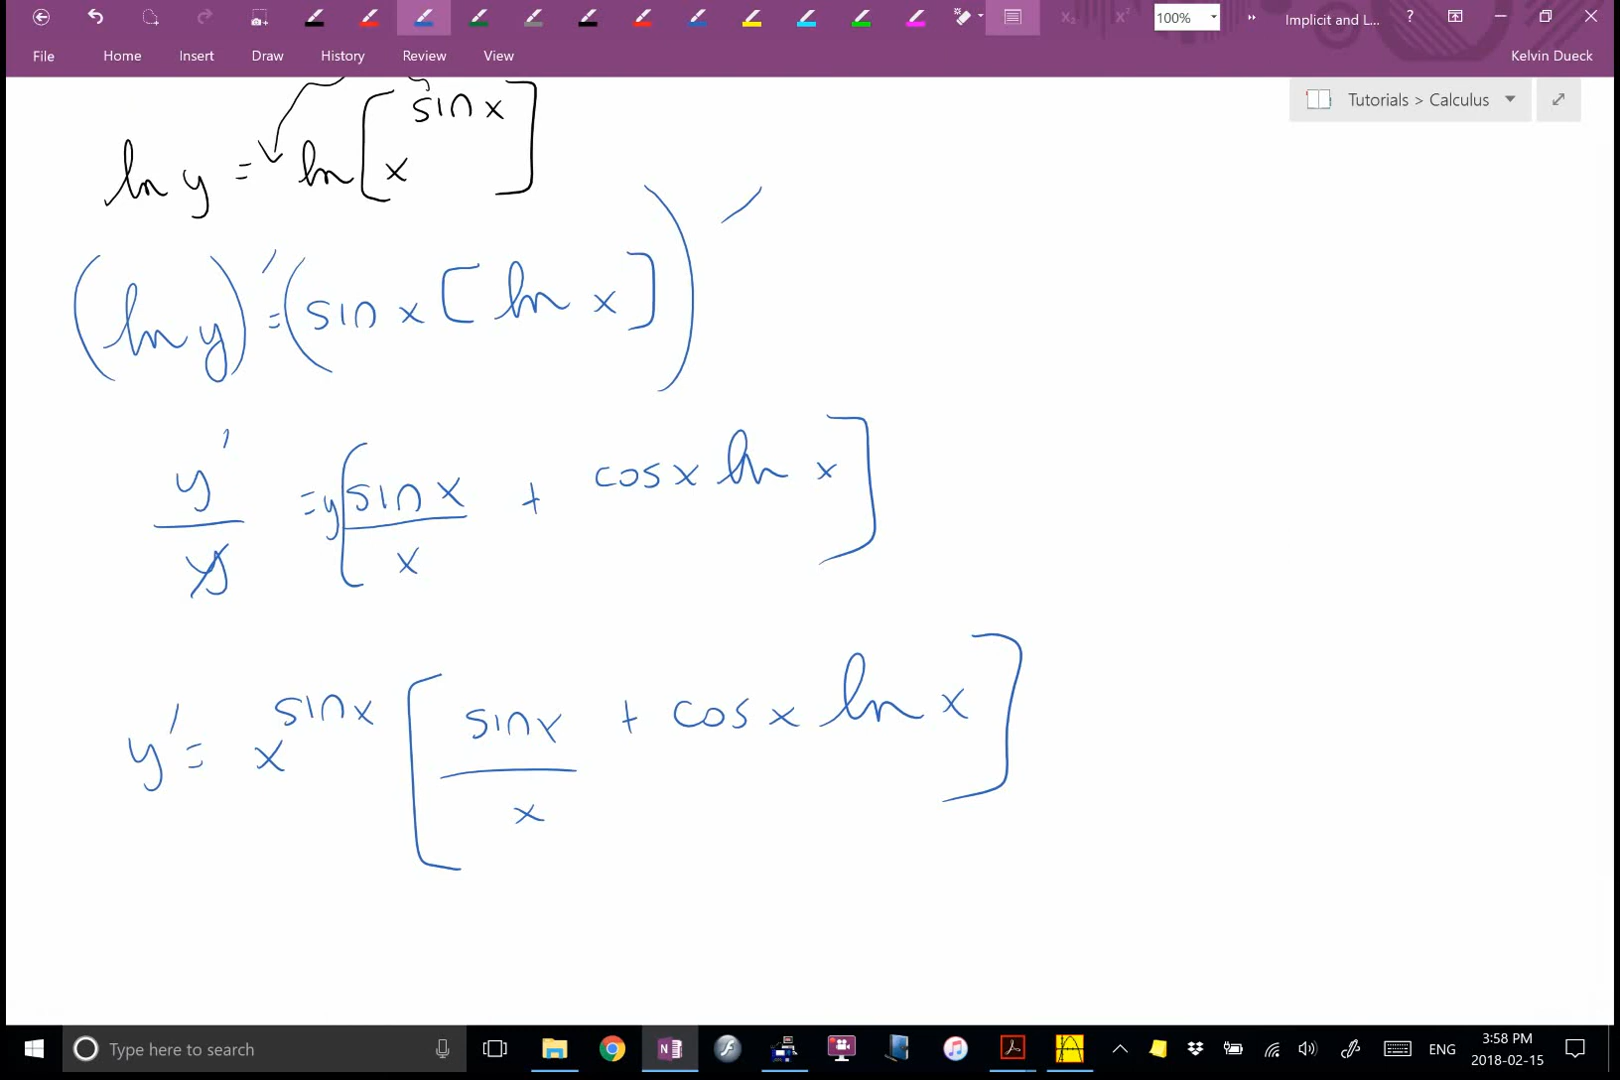 100%
Implicit and L...
?
File Home Insert Draw History Review View
Kelvin Dueck
Tutorials > Calculus
ln y = ln [ x^sin x ]
(ln y)' = (sin x [ ln x ])'
y'/y = y [ sin x / x + cos x ln x ]
y' = x^sin x [ sin x / x + cos x ln x ]
Type here to search
ENG
3:58 PM
2018-02-15